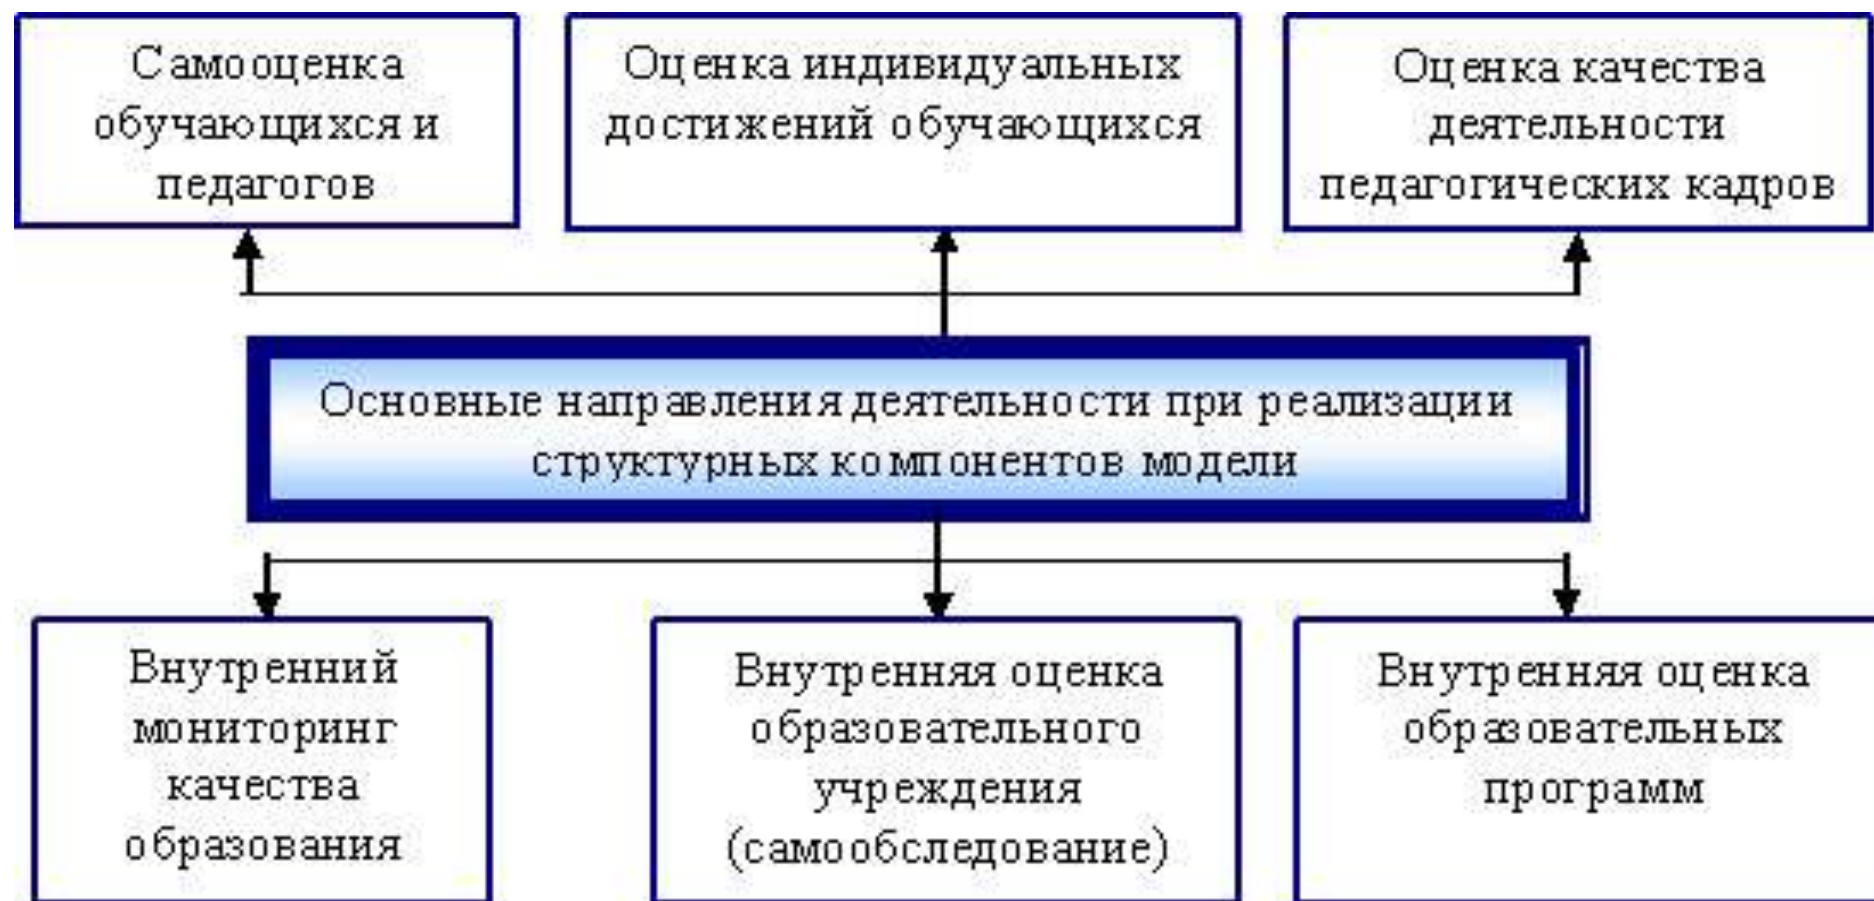 Самооценка
обучающихся и
педагогов
Оценка индивидуальных
достижений обучающихся
Оценка качества
деятельности
педагогических кадров
Основные направления деятельности при реализации
структурных компонентов модели
Внутренний
мониторинг
качества
образования
Внутренняя оценка
образовательного
учреждения
(самообследование)
Внутренняя оценка
образовательных
программ